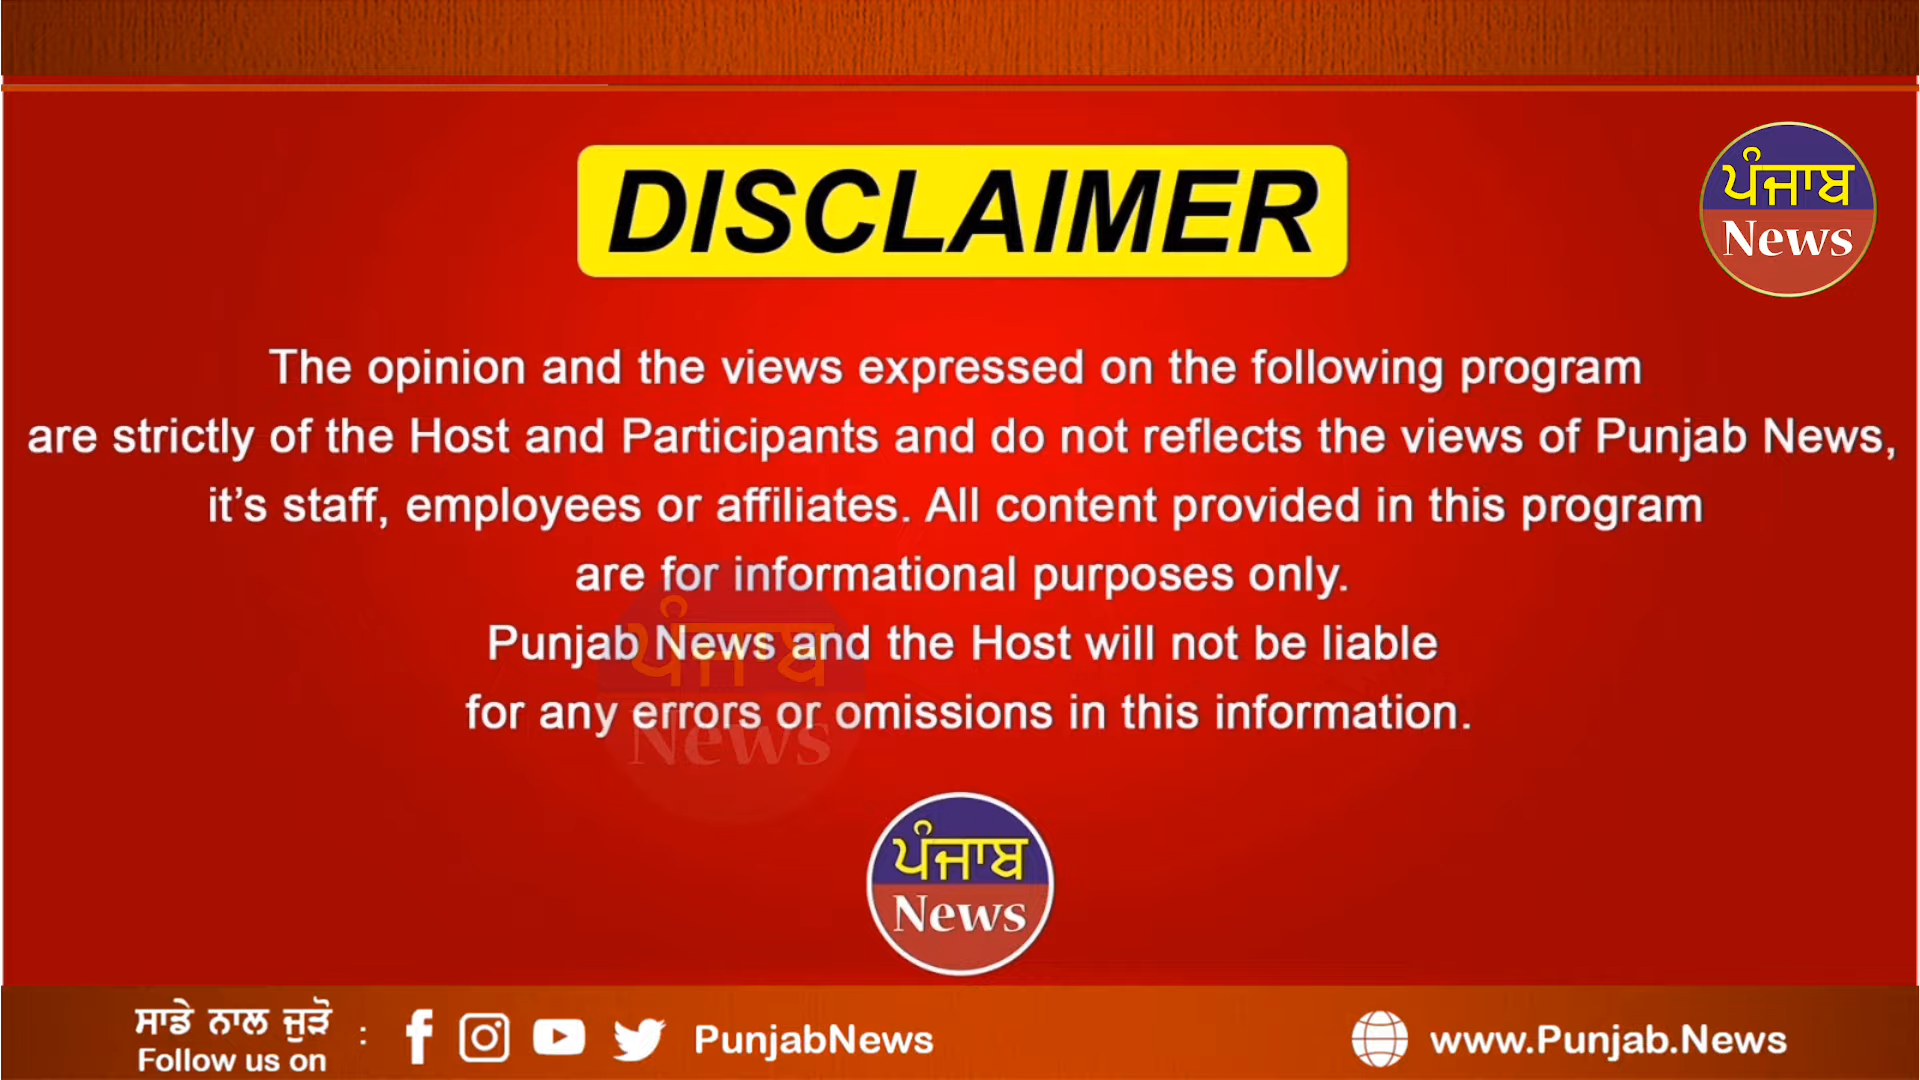 DISCLAIMER
ਪੰਜਾਬ
News
The opinion and the views expressed on the following program
are strictly of the Host and Participants and do not reflects the views of Punjab News,
it’s staff, employees or affiliates. All content provided in this program
are for informational purposes only.
Punjab News and the Host will not be liable
for any errors or omissions in this information.
ਪੰਜਾਬ
News
ਪੰਜਾਬ
News
ਸਾਡੇ ਨਾਲ ਜੁੜੋ :
Follow us on
PunjabNews
www.Punjab.News